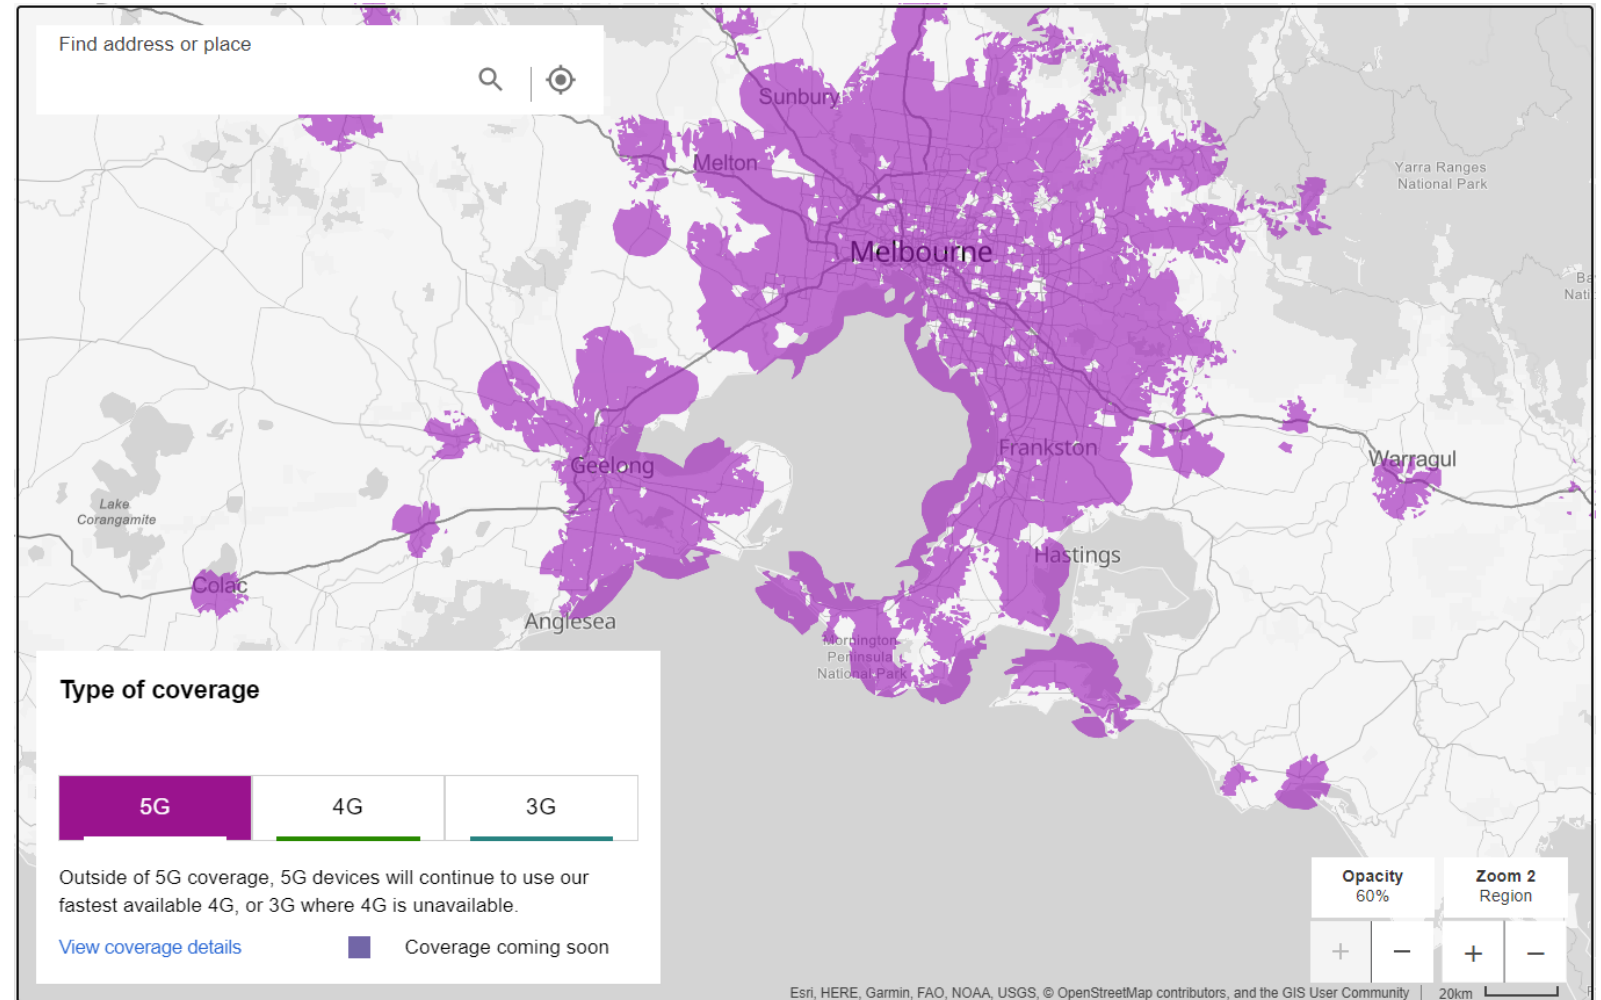 Find address or place
Sunbury
Melton
Yarra Ranges
National Park
Melbourne
Ba
Nati
Frankston
Geelong
Warragul
Lake
Corangamite
Hastings
Colac
Anglesea
Mornington
Peninsula
National Park
Type of coverage
5G 4G 3G
Outside of 5G coverage, 5G devices will continue to use our
fastest available 4G, or 3G where 4G is unavailable.
View coverage details Coverage coming soon
Opacity
60%
+ −
Zoom 2
Region
+ −
Esri, HERE, Garmin, FAO, NOAA, USGS, © OpenStreetMap contributors, and the GIS User Community
20km